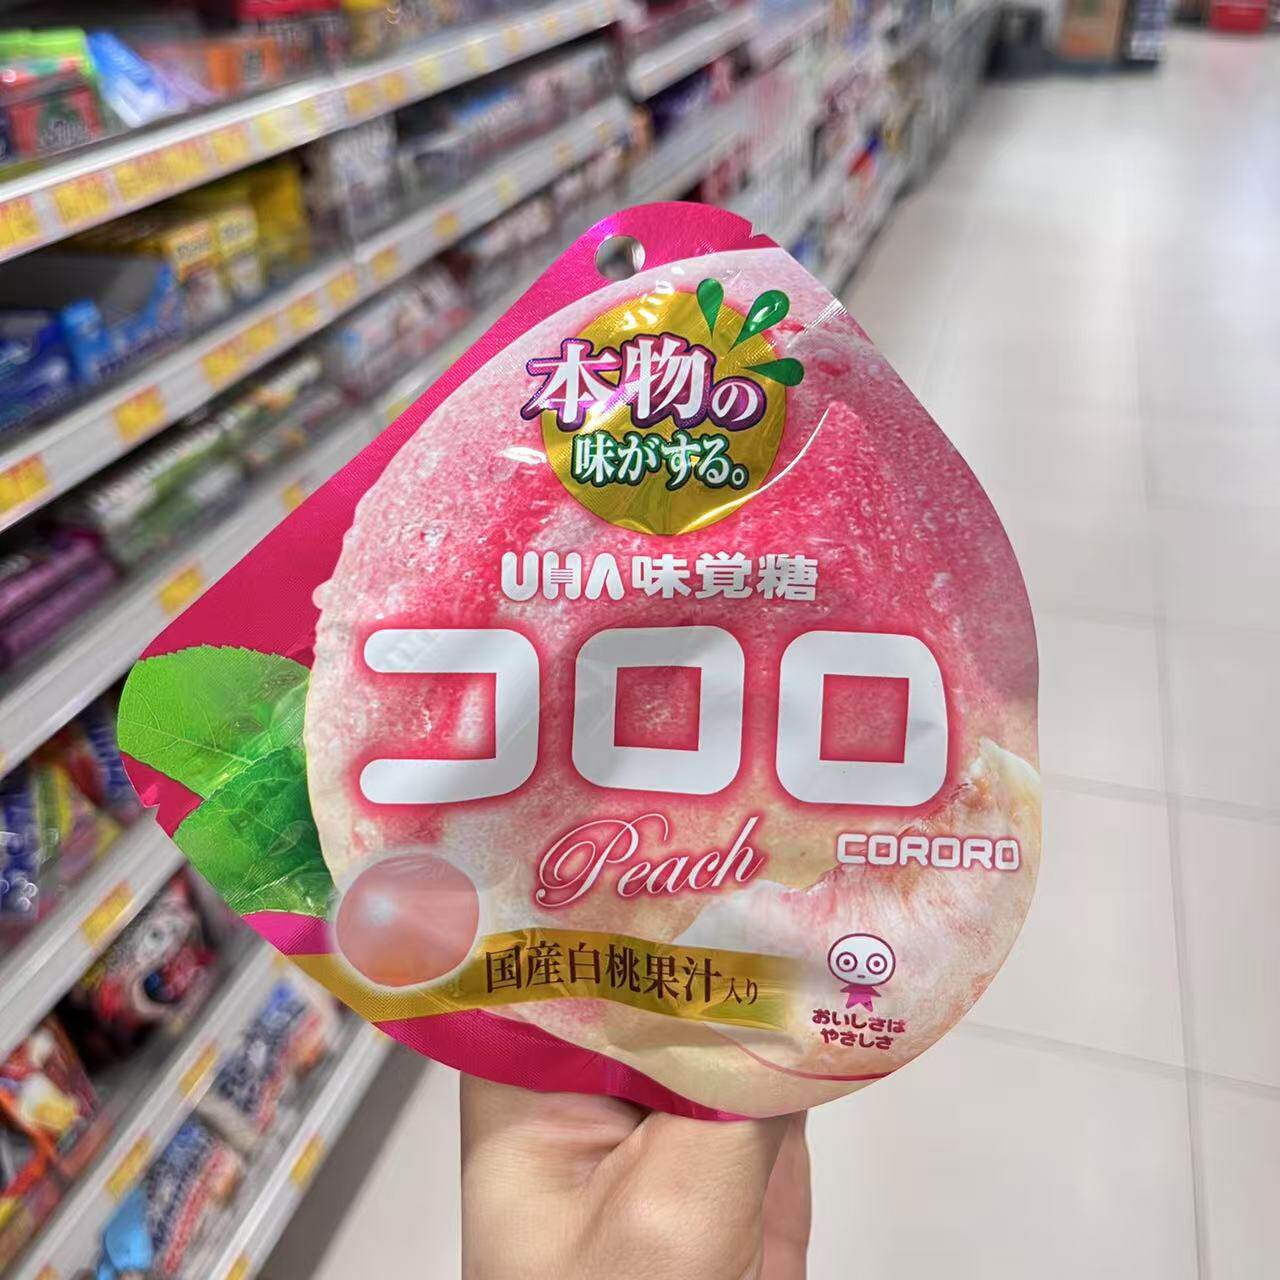 本物の
味がする。
UHA味覚糖
コロロ
Peach
CORORO
国産白桃果汁入り
おいしさは
やさしさ